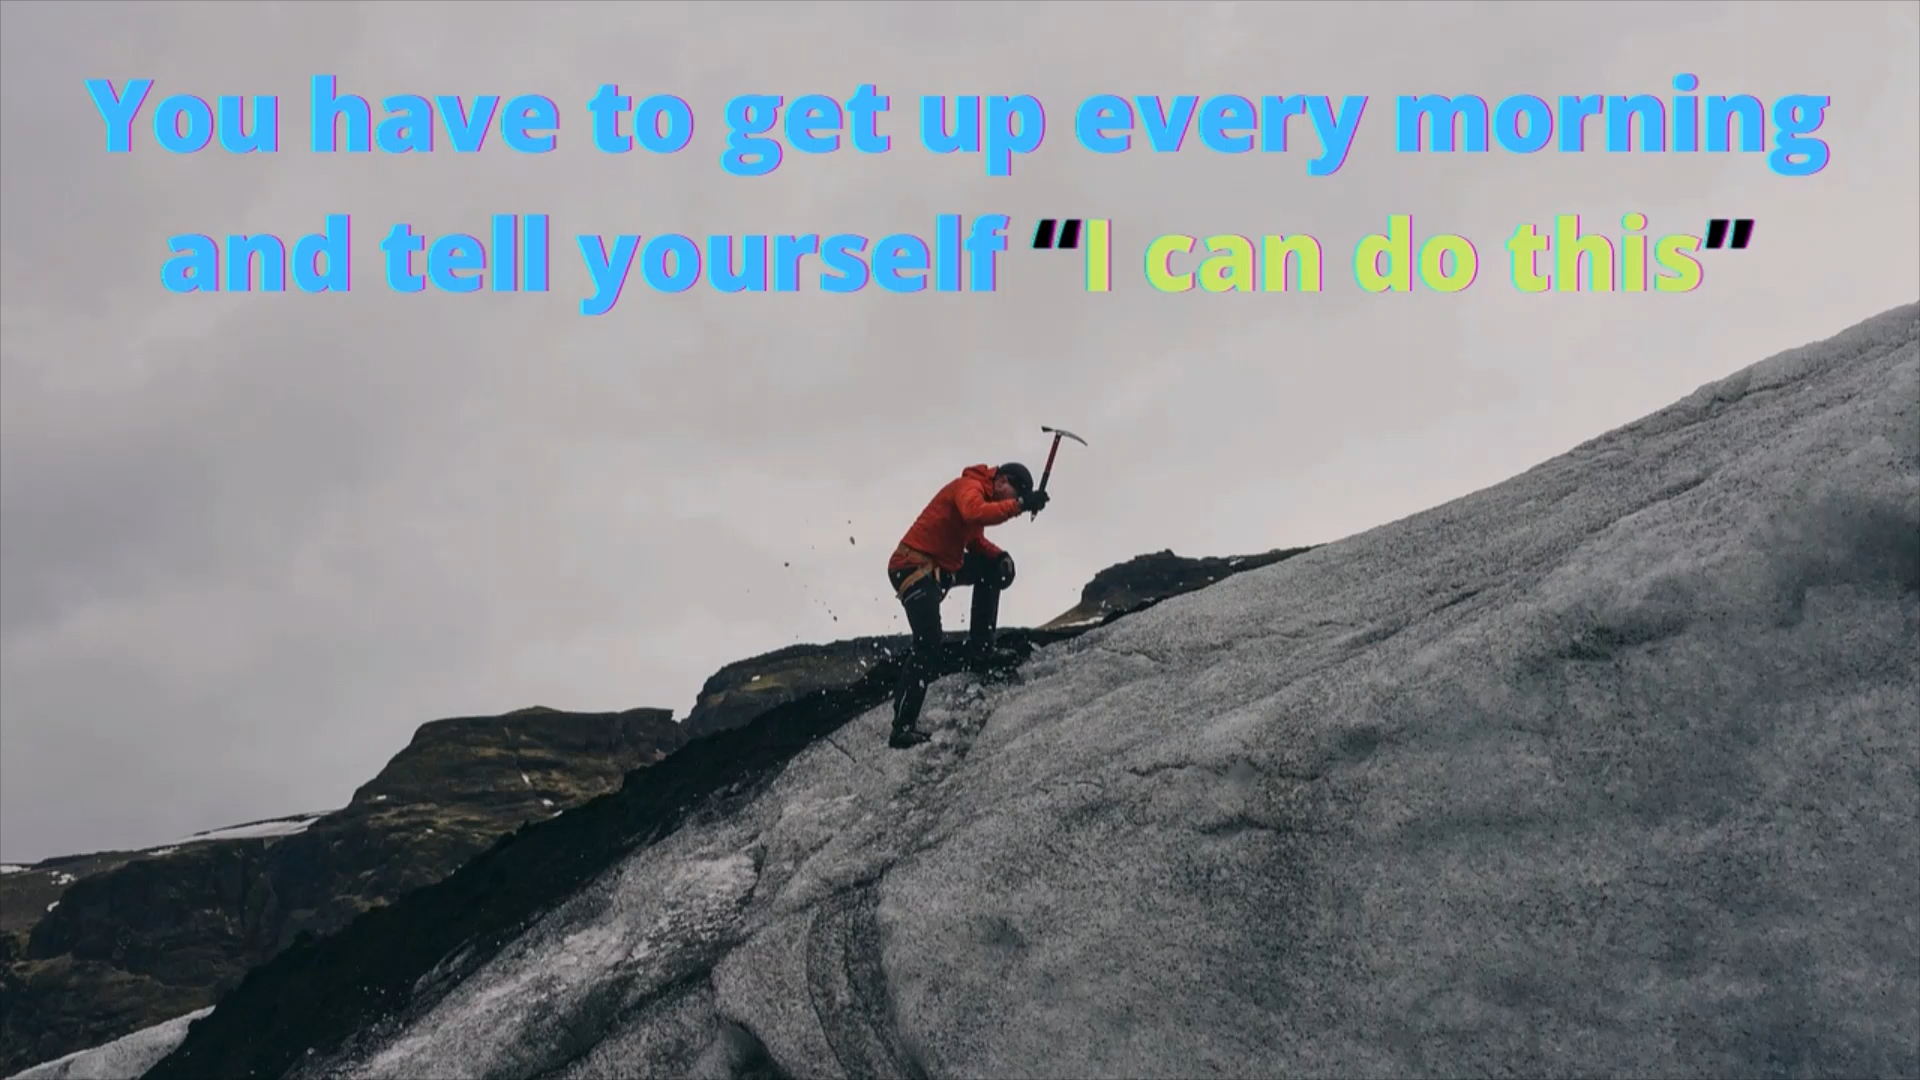 You have to get up every morning
and tell yourself “I can do this”